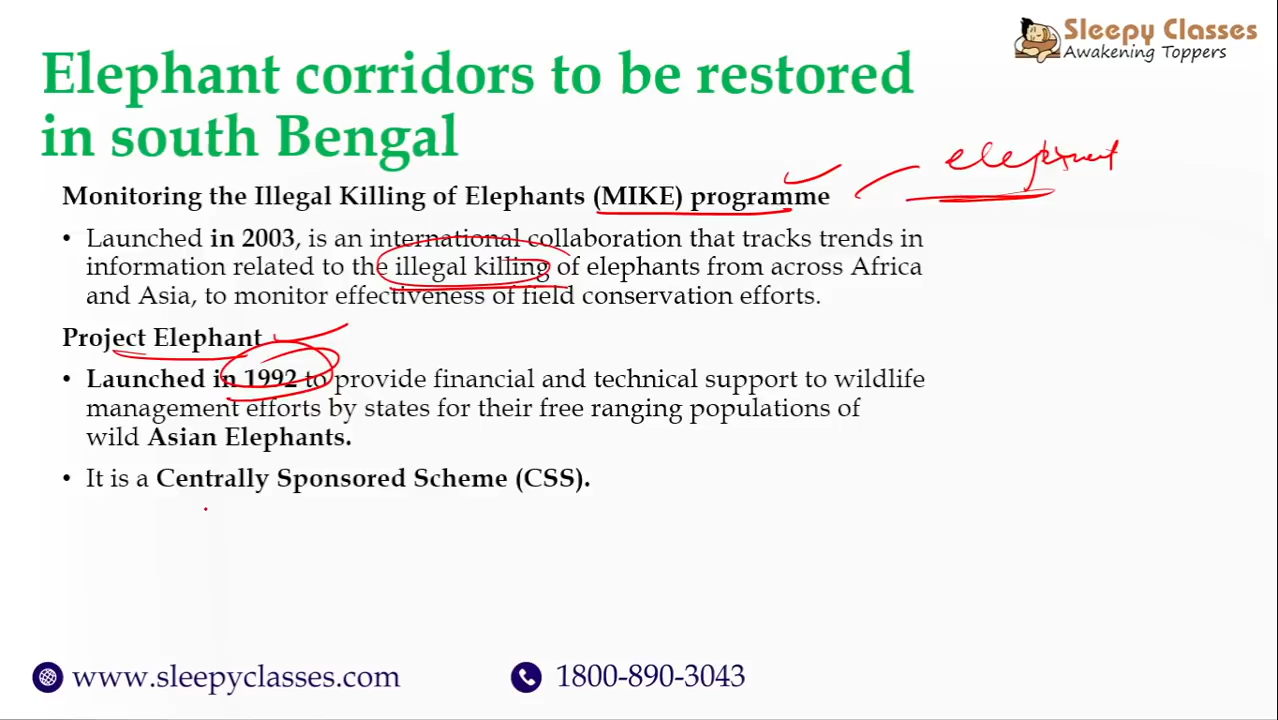 Sleepy Classes
Awakening Toppers
Elephant corridors to be restored
in south Bengal
elephant
Monitoring the Illegal Killing of Elephants (MIKE) programme
• Launched in 2003, is an international collaboration that tracks trends in
information related to the illegal killing of elephants from across Africa
and Asia, to monitor effectiveness of field conservation efforts.
Project Elephant
• Launched in 1992 to provide financial and technical support to wildlife
management efforts by states for their free ranging populations of
wild Asian Elephants.
• It is a Centrally Sponsored Scheme (CSS).
www.sleepyclasses.com
1800-890-3043